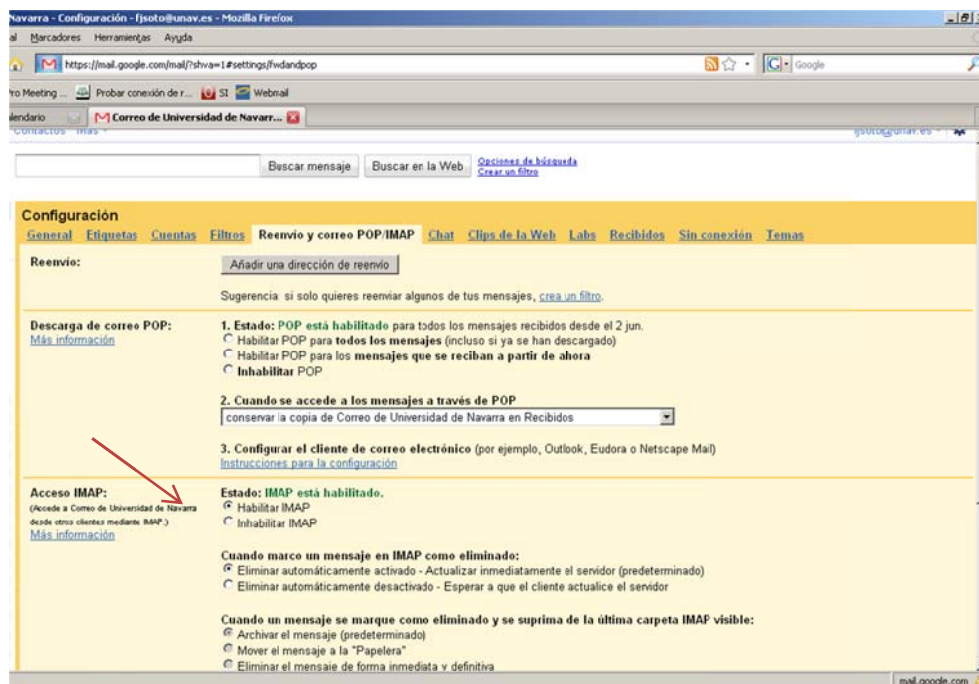 Navarra - Configuración - fjsoto@unav.es - Mozilla Firefox
al Marcadores Herramientas Ayuda
https://mail.google.com/mail/?shva=1#settings/fwdandpop
Google
ro Meeting ... Probar conexión de r... SI Webmail
lendario Correo de Universidad de Navarr...
Contactos Más
fjsoto@unav.es
Buscar mensaje Buscar en la Web Opciones de búsqueda
Crear un filtro
Configuración
General Etiquetas Cuentas Filtros Reenvío y correo POP/IMAP Chat Clips de la Web Labs Recibidos Sin conexión Temas
Reenvío: Añadir una dirección de reenvío
Sugerencia si solo quieres reenviar algunos de tus mensajes, crea un filtro.
Descarga de correo POP: 1. Estado: POP está habilitado para todos los mensajes recibidos desde el 2 jun.
Más información Habilitar POP para todos los mensajes (incluso si ya se han descargado)
Habilitar POP para los mensajes que se reciban a partir de ahora
Inhabilitar POP
2. Cuando se accede a los mensajes a través de POP
conservar la copia de Correo de Universidad de Navarra en Recibidos
3. Configurar el cliente de correo electrónico (por ejemplo, Outlook, Eudora o Netscape Mail)
Instrucciones para la configuración
Acceso IMAP: Estado: IMAP está habilitado.
(Accede a Correo de Universidad de Navarra Habilitar IMAP
desde otros clientes mediante IMAP.) Inhabilitar IMAP
Más información
Cuando marco un mensaje en IMAP como eliminado:
Eliminar automáticamente activado - Actualizar inmediatamente el servidor (predeterminado)
Eliminar automáticamente desactivado - Esperar a que el cliente actualice el servidor
Cuando un mensaje se marque como eliminado y se suprima de la última carpeta IMAP visible:
Archivar el mensaje (predeterminado)
Mover el mensaje a la "Papelera"
Eliminar el mensaje de forma inmediata y definitiva
mail.google.com